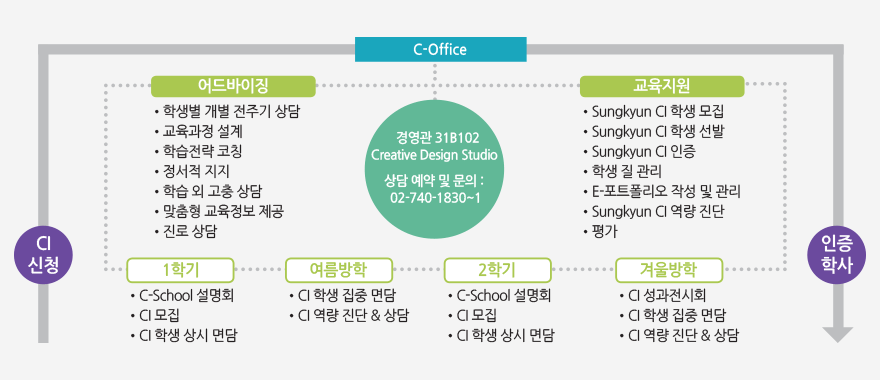 C-Office
어드바이징
• 학생별 개별 전주기 상담
• 교육과정 설계
• 학습전략 코칭
• 정서적 지지
• 학습 외 고충 상담
• 맞춤형 교육정보 제공
• 진로 상담
경영관 31B102
Creative Design Studio
상담 예약 및 문의 :
02-740-1830~1
교육지원
• Sungkyun CI 학생 모집
• Sungkyun CI 학생 선발
• Sungkyun CI 인증
• 학생 질 관리
• E-포트폴리오 작성 및 관리
• Sungkyun CI 역량 진단
• 평가
CI
신청
인증
학사
1학기
• C-School 설명회
• CI 모집
• CI 학생 상시 면담
여름방학
• CI 학생 집중 면담
• CI 역량 진단 & 상담
2학기
• C-School 설명회
• CI 모집
• CI 학생 상시 면담
겨울방학
• CI 성과전시회
• CI 학생 집중 면담
• CI 역량 진단 & 상담